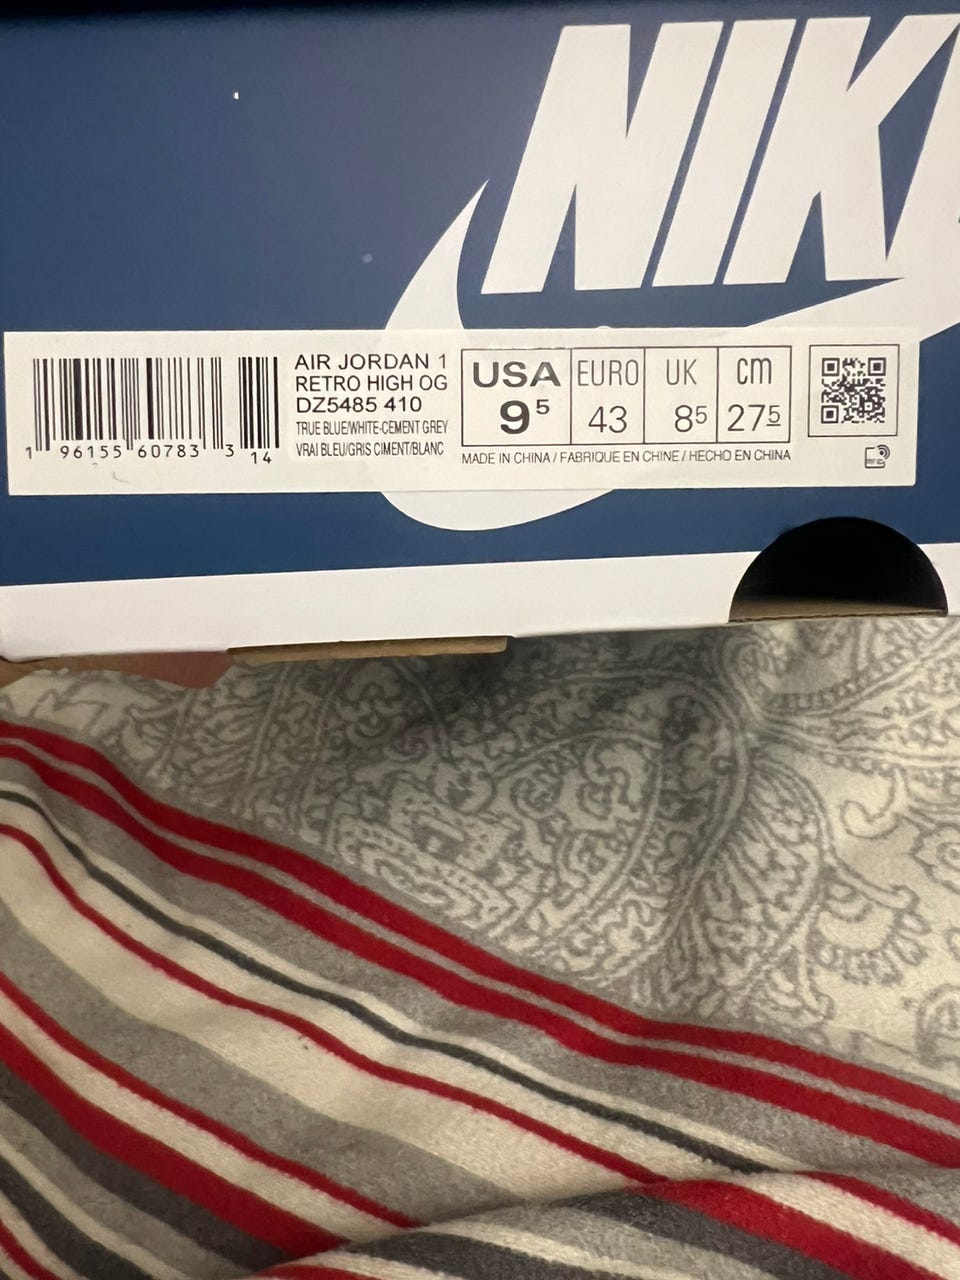 NIK
AIR JORDAN 1
RETRO HIGH OG
DZ5485 410
TRUE BLUE/WHITE-CEMENT GREY
VRAI BLEU/GRIS CIMENT/BLANC
1 96155 60783 3 14
USA EURO UK cm
9 5 43 8 5 27 5
MADE IN CHINA / FABRIQUE EN CHINE / HECHO EN CHINA